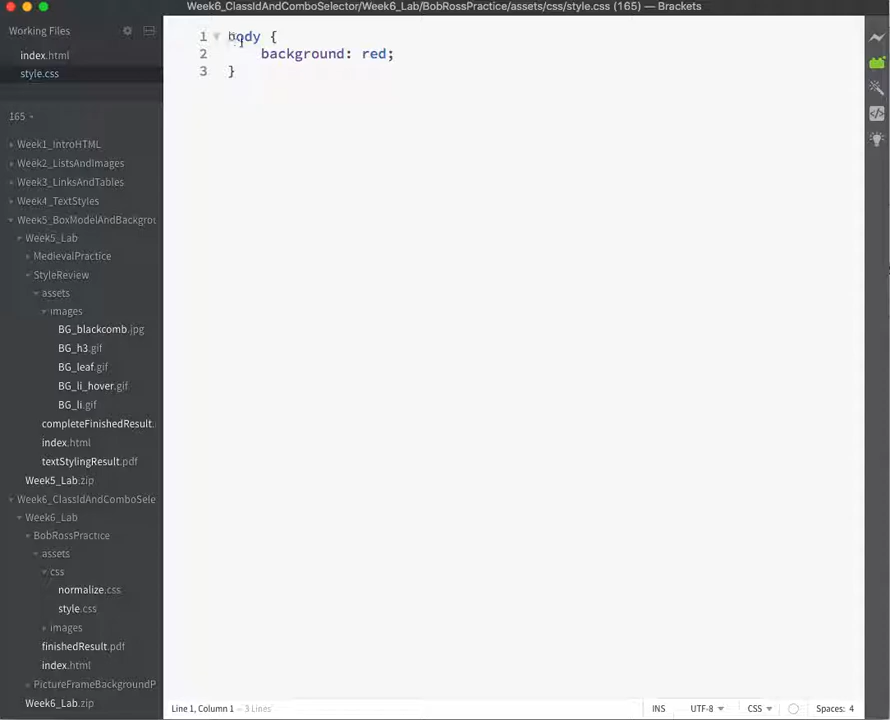 Week6_ClassIdAndComboSelector/Week6_Lab/BobRossPractice/assets/css/style.css (165) — Brackets
Working Files
index.html
style.css
165
Week1_IntroHTML
Week2_ListsAndImages
Week3_LinksAndTables
Week4_TextStyles
Week5_BoxModelAndBackgrou
Week5_Lab
MedievalPractice
StyleReview
assets
images
BG_blackcomb.jpg
BG_h3.gif
BG_leaf.gif
BG_li_hover.gif
BG_li.gif
completeFinishedResult.
index.html
textStylingResult.pdf
Week5_Lab.zip
Week6_ClassIdAndComboSele
Week6_Lab
BobRossPractice
assets
css
normalize.css
style.css
images
finishedResult.pdf
index.html
PictureFrameBackgroundP
Week6_Lab.zip
1 body {
2 background: red;
3 }
Line 1, Column 1 — 3 Lines
INS UTF-8 CSS Spaces: 4